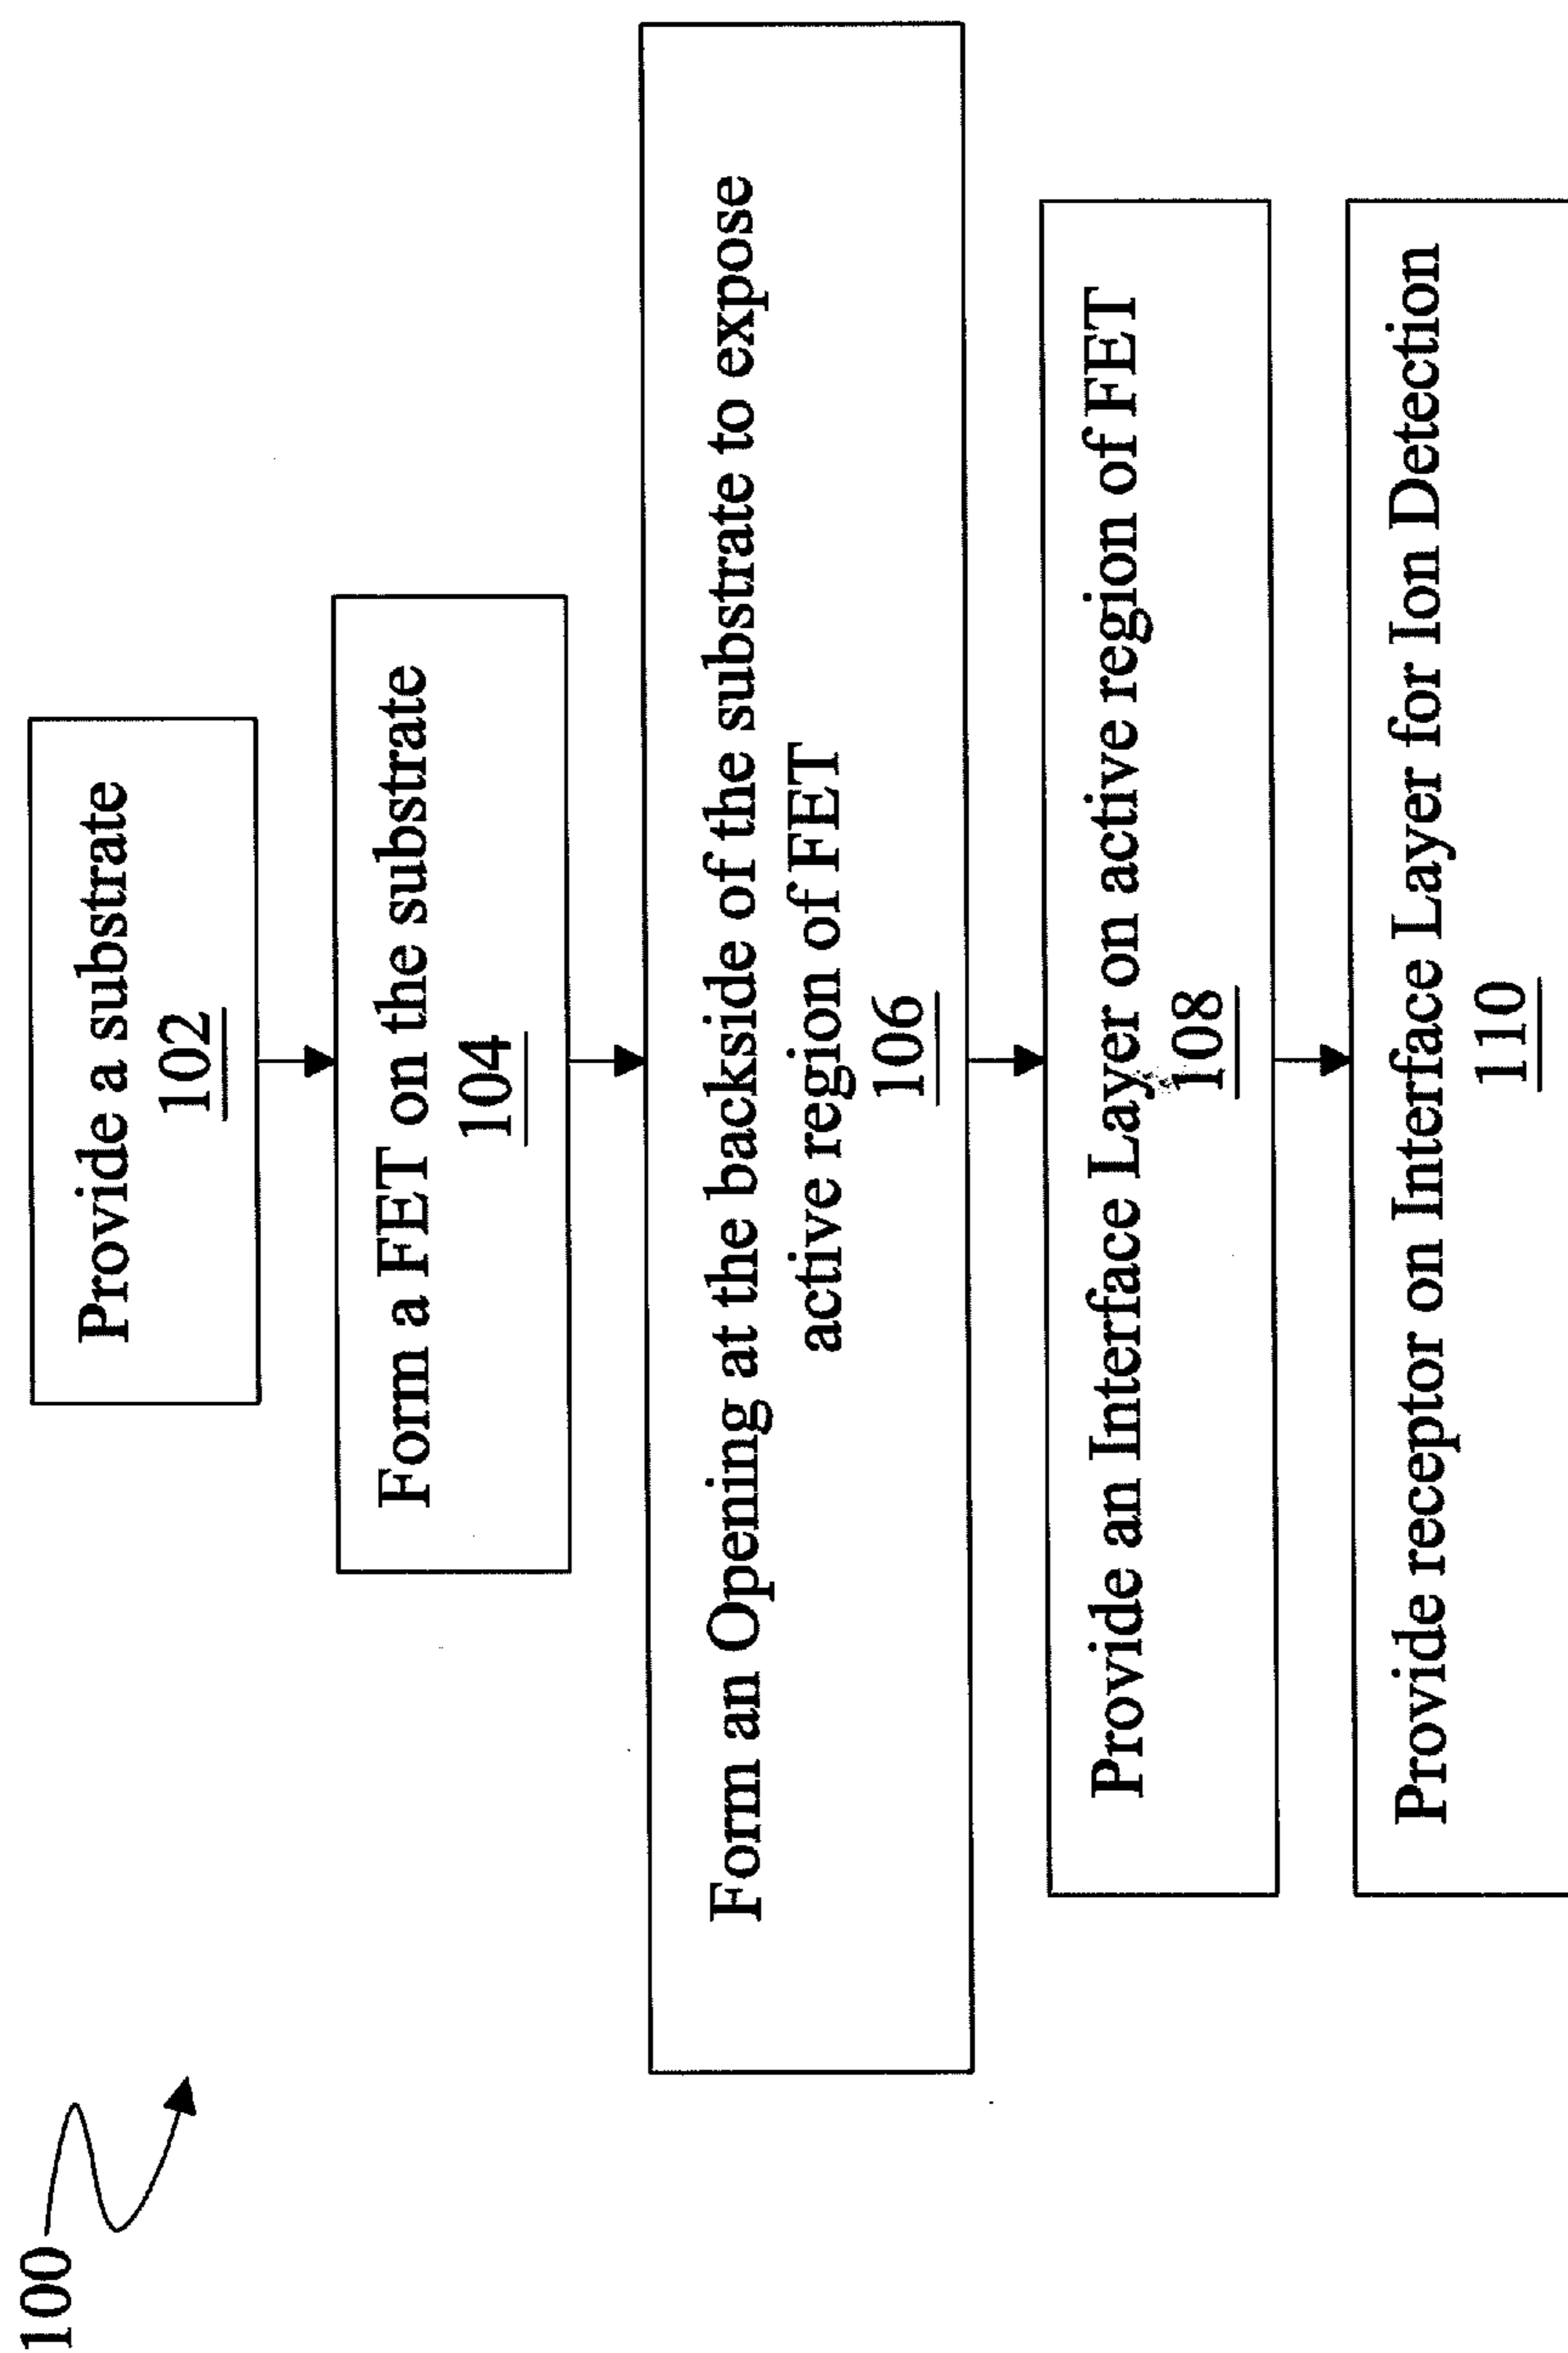 100
Provide a substrate
102
Form a FET on the substrate
104
Form an Opening at the backside of the substrate to expose
active region of FET
106
Provide an Interface Layer on active region of FET
108
Provide receptor on Interface Layer for Ion Detection
110